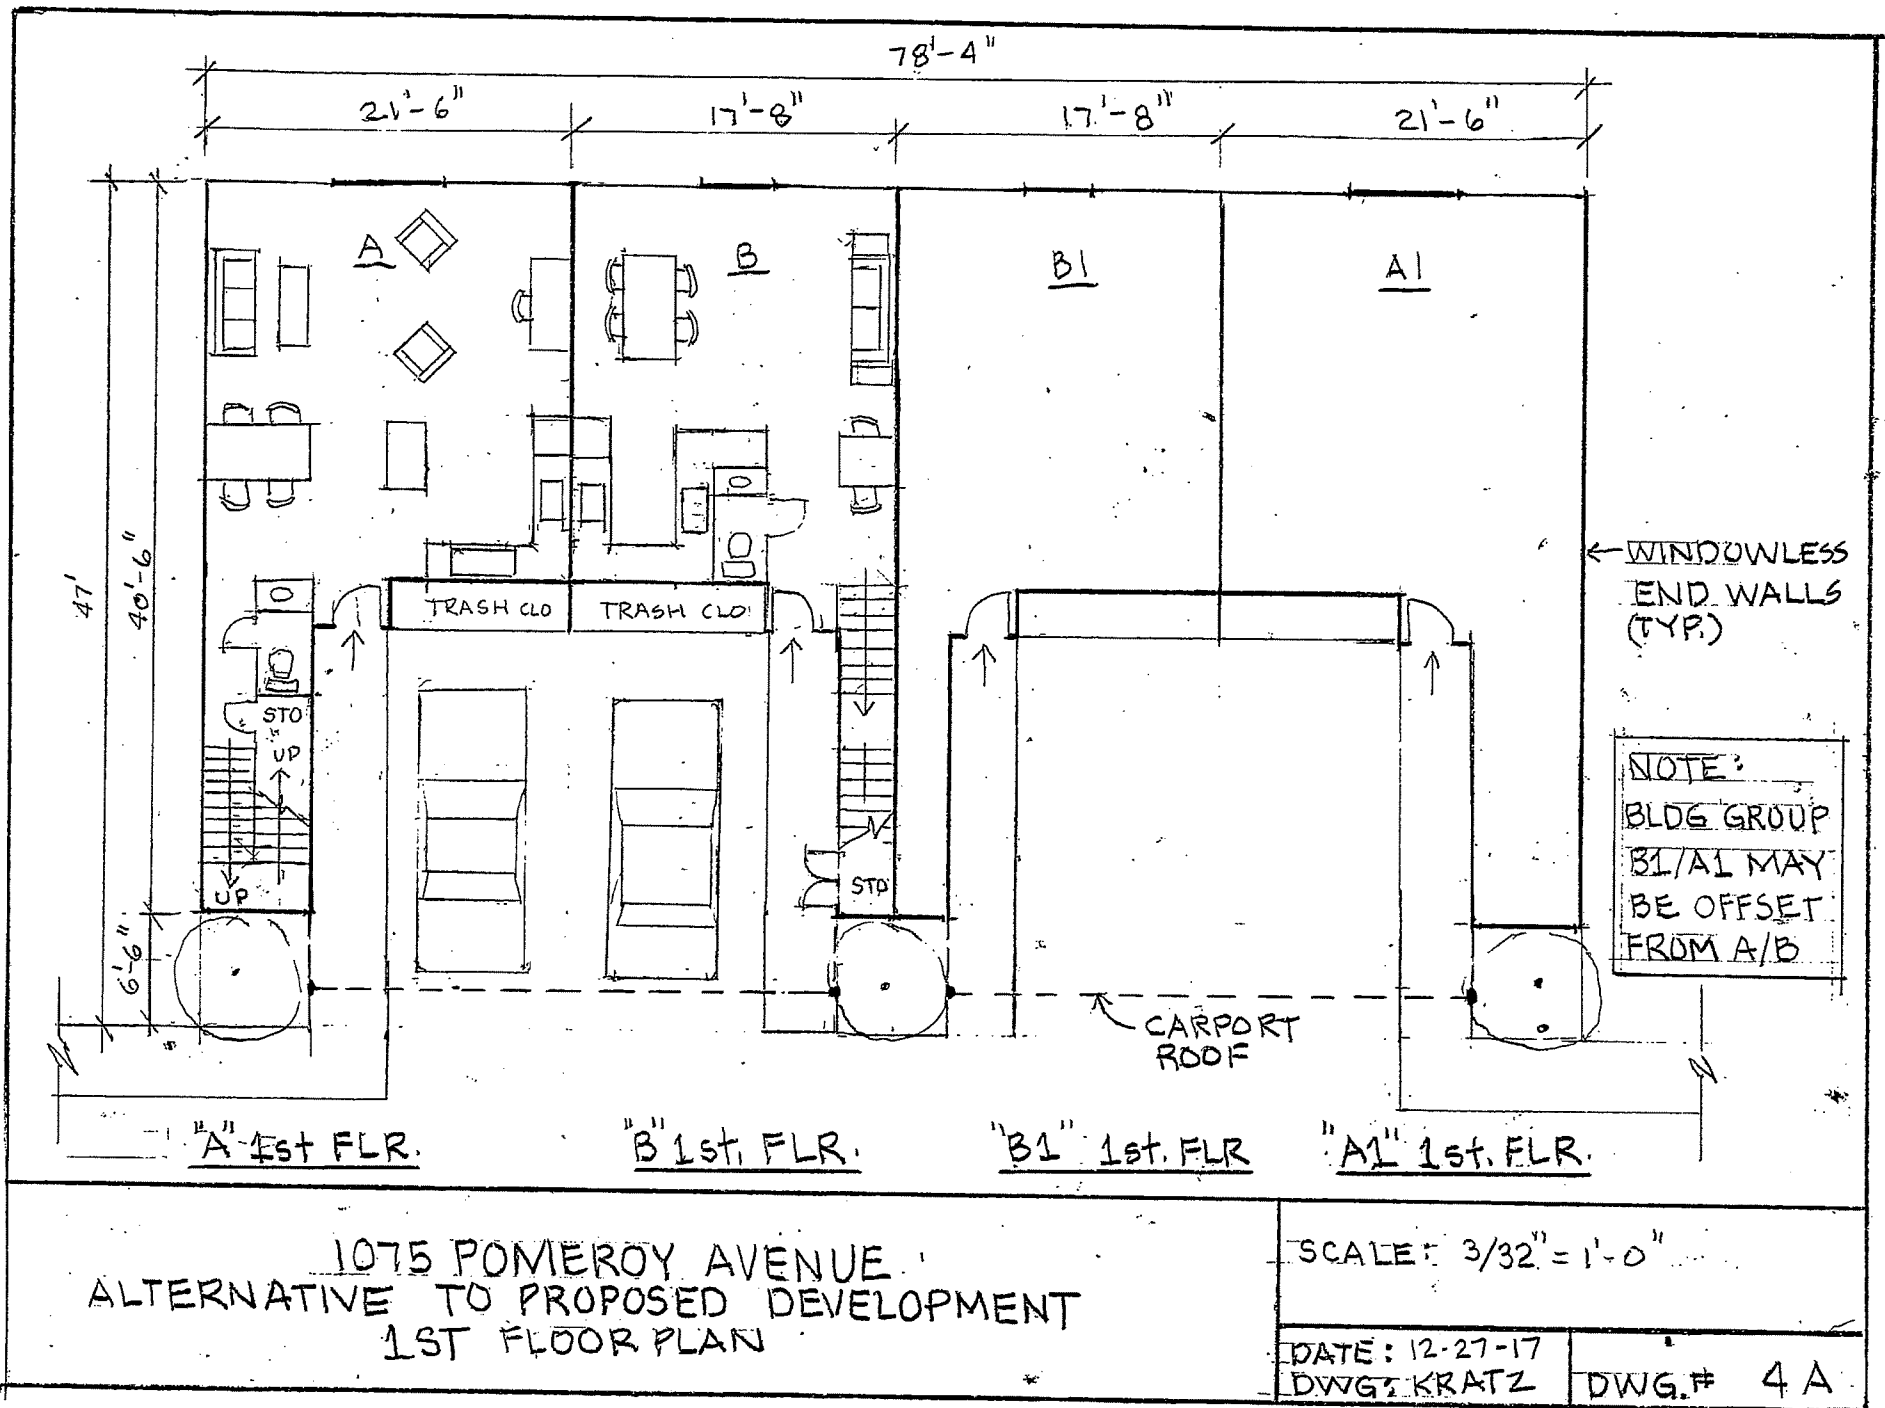 78'-4"
21'-6"
17'-8"
17'-8"
21'-6"
47'
40'-6"
6'-6"
A
B
B1
A1
TRASH CLO
TRASH CLO
STO
UP
UP
STO
WINDOWLESS
END WALLS
(TYP.)
NOTE:
BLDG GROUP
B1/A1 MAY
BE OFFSET
FROM A/B
CARPORT
ROOF
"A" 1st FLR.
"B" 1st. FLR.
"B1" 1st. FLR
"A1" 1st. FLR.
1075 POMEROY AVENUE
ALTERNATIVE TO PROPOSED DEVELOPMENT
1ST FLOOR PLAN
SCALE: 3/32" = 1'-0"
DATE: 12-27-17
DWG: KRATZ
DWG.# 4A